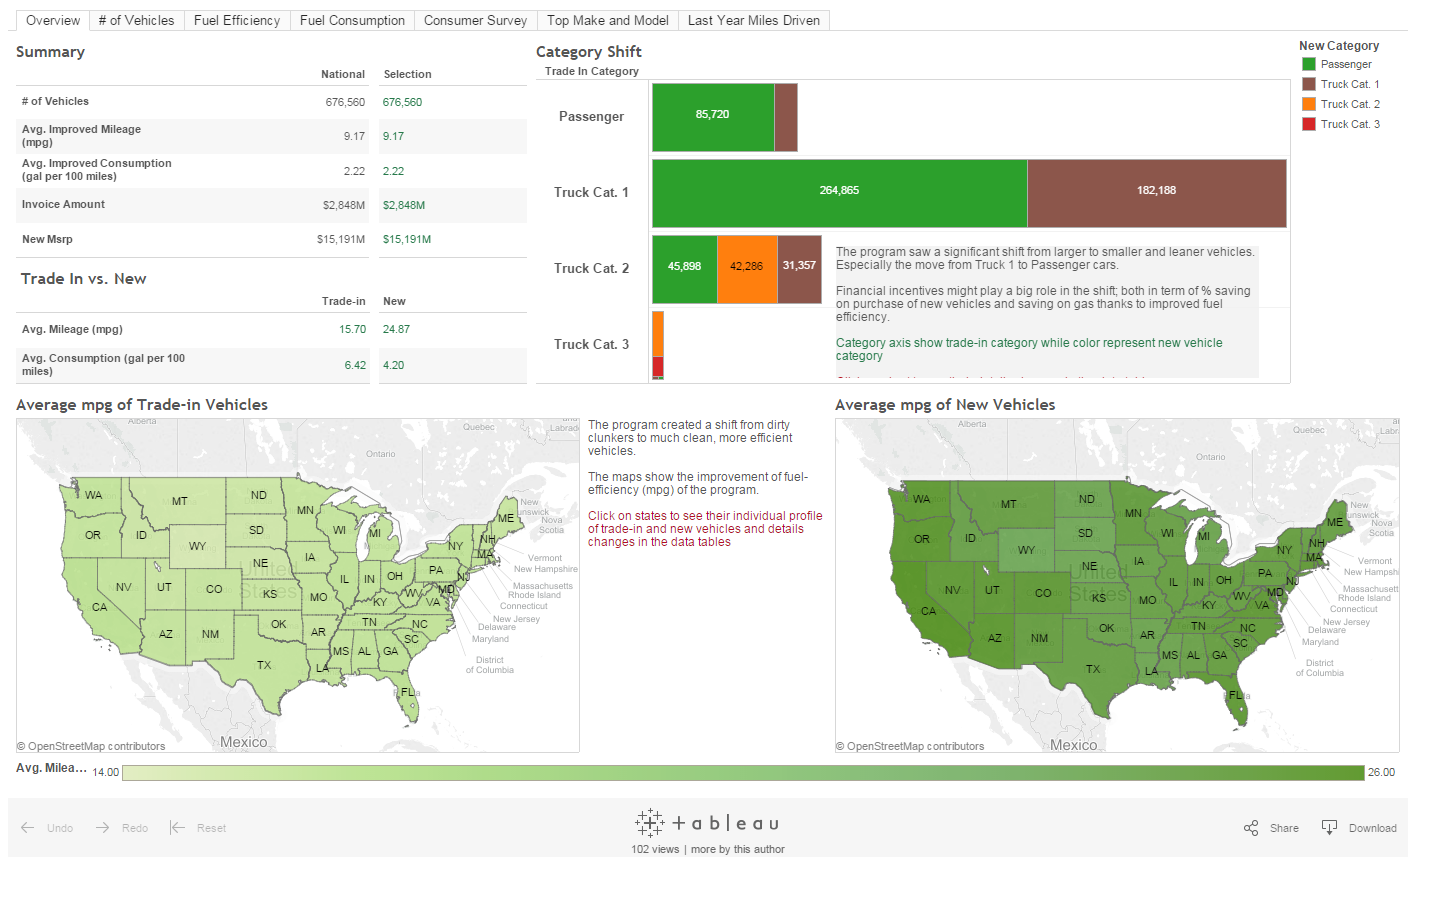 Overview # of Vehicles Fuel Efficiency Fuel Consumption Consumer Survey Top Make and Model Last Year Miles Driven
Summary
National Selection
# of Vehicles 676,560 676,560
Avg. Improved Mileage
(mpg) 9.17 9.17
Avg. Improved Consumption
(gal per 100 miles) 2.22 2.22
Invoice Amount $2,848M $2,848M
New Msrp $15,191M $15,191M
Trade In vs. New
Trade-in New
Avg. Mileage (mpg) 15.70 24.87
Avg. Consumption (gal per 100
miles) 6.42 4.20
Category Shift
Trade In Category
Passenger 85,720
Truck Cat. 1 264,865 182,188
Truck Cat. 2 45,898 42,286 31,357
Truck Cat. 3
The program saw a significant shift from larger to smaller and leaner vehicles.
Especially the move from Truck 1 to Passenger cars.
Financial incentives might play a big role in the shift; both in term of % saving
on purchase of new vehicles and saving on gas thanks to improved fuel
efficiency.
Category axis show trade-in category while color represent new vehicle
category
New Category
Passenger
Truck Cat. 1
Truck Cat. 2
Truck Cat. 3
Average mpg of Trade-in Vehicles
Alberta
Quebec
Ontario
New
Nova
Scotia
WA MT ND MN ME
OR ID WY SD WI MI NY NH MA
NE IA PA NJ
NV UT CO KS IL IN OH MD
CA MO KY WV VA
AZ NM OK AR TN NC SC
TX LA MS AL GA
FL
United
States
Vermont
New Hampshire
Massachusetts
Rhode Island
Connecticut
New Jersey
Delaware
Maryland
District
of Columbia
Mexico
© OpenStreetMap contributors
The program created a shift from dirty
clunkers to much clean, more efficient
vehicles.
The maps show the improvement of fuel-
efficiency (mpg) of the program.
Click on states to see their individual profile
of trade-in and new vehicles and details
changes in the data tables
Average mpg of New Vehicles
Alberta
Quebec
Ontario
New
Nova
Scotia
WA MT ND MN ME
OR ID WY SD WI MI NY NH MA
NE IA PA NJ
NV UT CO KS IL IN OH MD
CA MO KY WV VA
AZ NM OK AR TN NC SC
TX LA MS AL GA
FL
United
States
Vermont
New Hampshi
Massachusett
Rhode Island
Connecticut
New Jersey
Delaware
Maryland
District
of Columbia
Mexico
© OpenStreetMap contributors
Avg. Milea... 14.00 26.00
Undo Redo Reset
+ableau
102 views | more by this author
Share Download